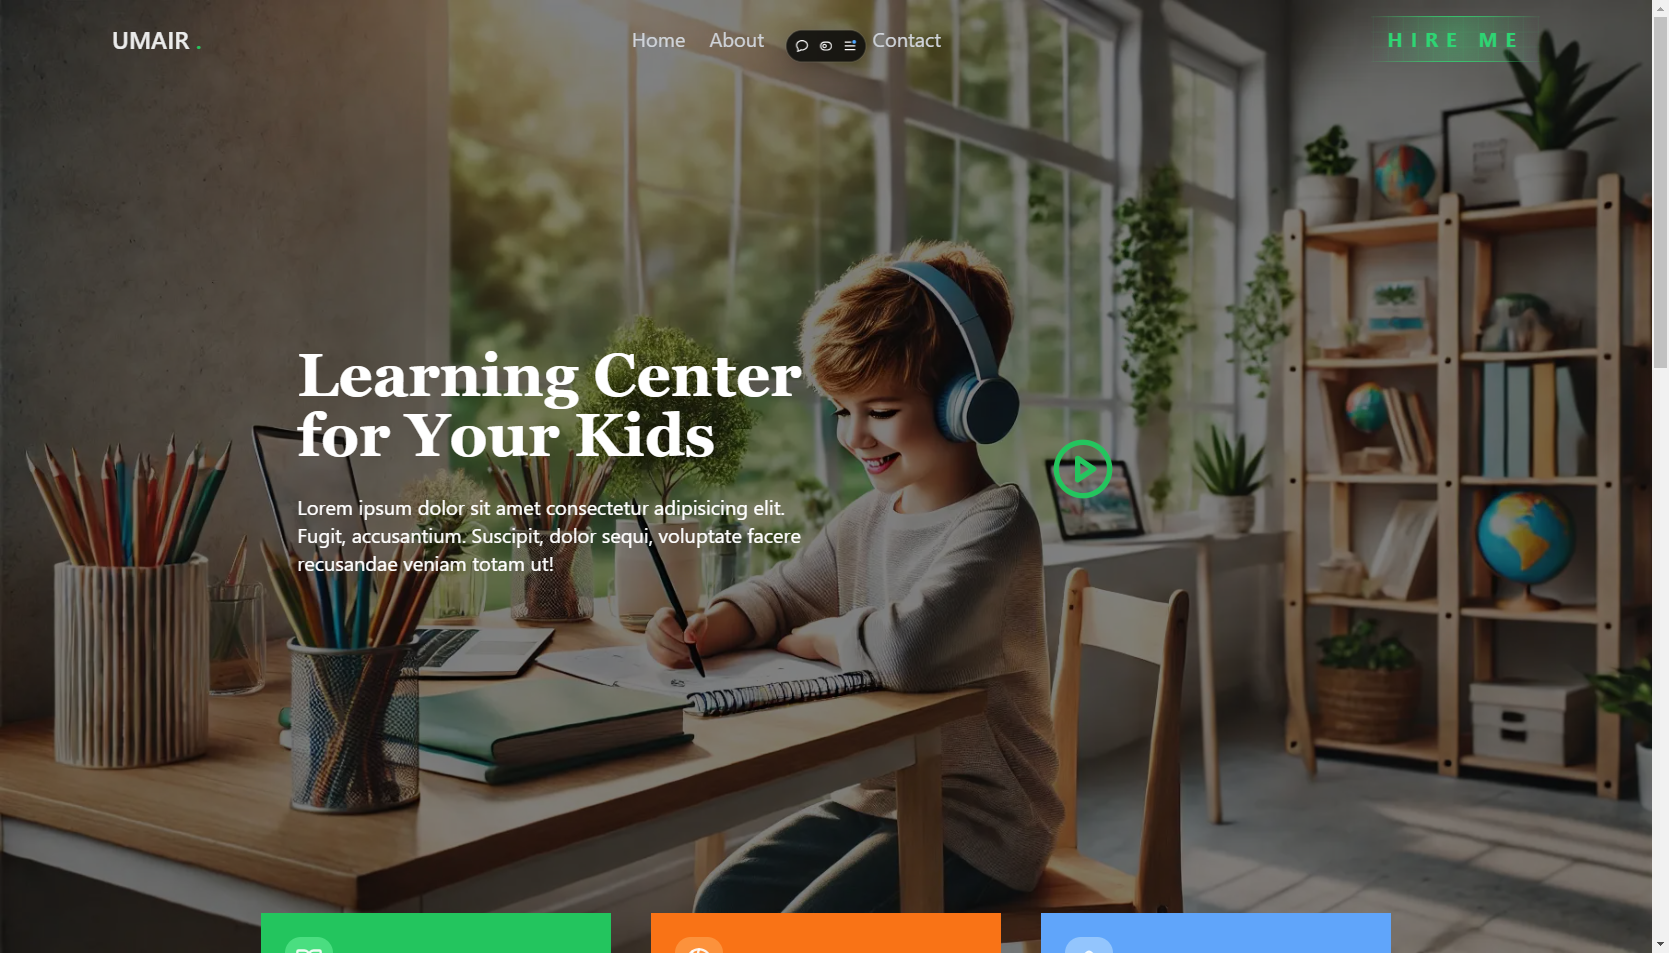 UMAIR .
Home About Contact
HIRE ME
Learning Center
for Your Kids
Lorem ipsum dolor sit amet consectetur adipisicing elit.
Fugit, accusantium. Suscipit, dolor sequi, voluptate facere
recusandae veniam totam ut!